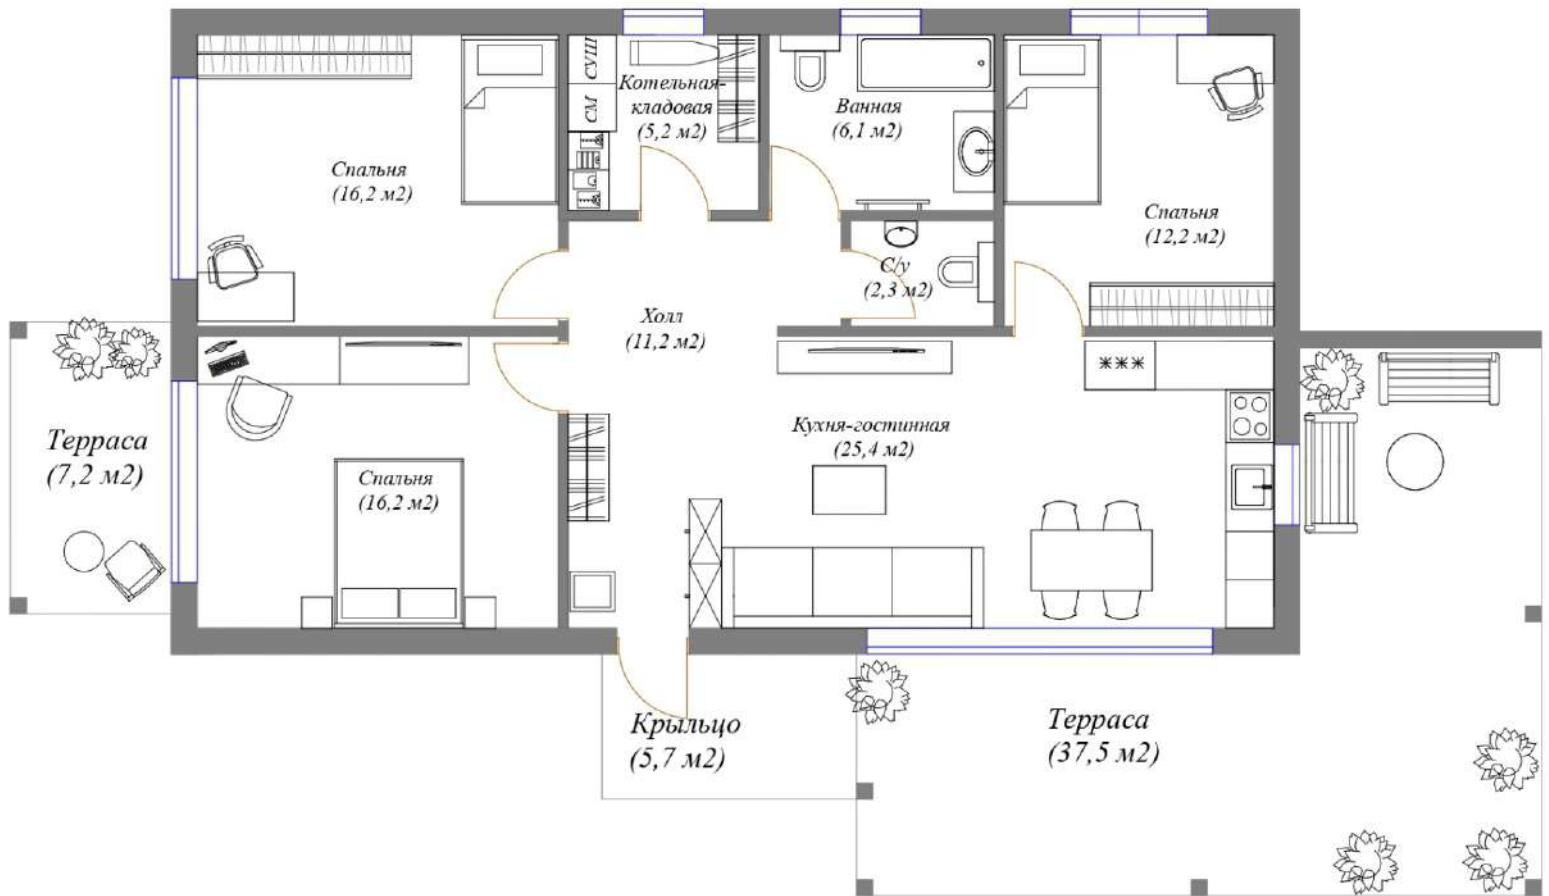 СУШ
СМ
Котельная-
кладовая
(5,2 м2)
Ванная
(6,1 м2)
Спальня
(16,2 м2)
Спальня
(12,2 м2)
С/у
(2,3 м2)
Холл
(11,2 м2)
Кухня-гостинная
(25,4 м2)
Терраса
(7,2 м2)
Спальня
(16,2 м2)
Крыльцо
(5,7 м2)
Терраса
(37,5 м2)